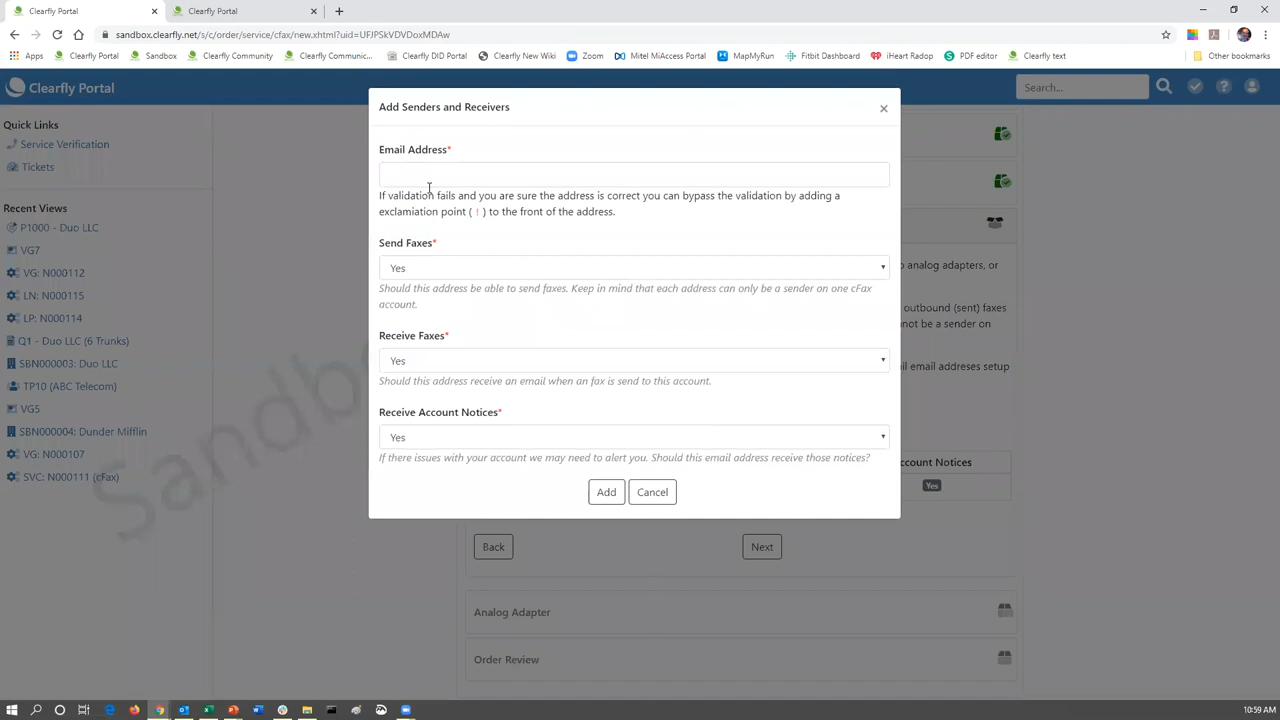 Clearfly Portal
Clearfly Portal
sandbox.clearfly.net/s/c/order/service/cfax/new.xhtml?uid=UFJPSkVDVDoxMDAw
Apps Clearfly Portal Sandbox Clearfly Community Clearfly Communic... Clearfly DID Portal Clearfly New Wiki Zoom Mitel MiAccess Portal MapMyRun Fitbit Dashboard iHeart Radop PDF editor Clearfly text Other bookmarks
Clearfly Portal
Search...
Quick Links
Service Verification
Tickets
Recent Views
P1000 - Duo LLC
VG7
VG: N000112
LN: N000115
LP: N000114
Q1 - Duo LLC (6 Trunks)
SBN000003: Duo LLC
TP10 (ABC Telecom)
VG5
SBN000004: Dunder Mifflin
VG: N000107
SVC: N000111 (cFax)
Sandb
Add Senders and Receivers
×
Email Address*
If validation fails and you are sure the address is correct you can bypass the validation by adding a
exclamiation point ( ! ) to the front of the address.
Send Faxes*
Yes
Should this address be able to send faxes. Keep in mind that each address can only be a sender on one cFax
account.
Receive Faxes*
Yes
Should this address receive an email when an fax is send to this account.
Receive Account Notices*
Yes
If there issues with your account we may need to alert you. Should this email address receive those notices?
Add
Cancel
o analog adapters, or
outbound (sent) faxes
not be a sender on
il email addreses setup
ccount Notices
Yes
Back
Next
Analog Adapter
Order Review
10:59 AM